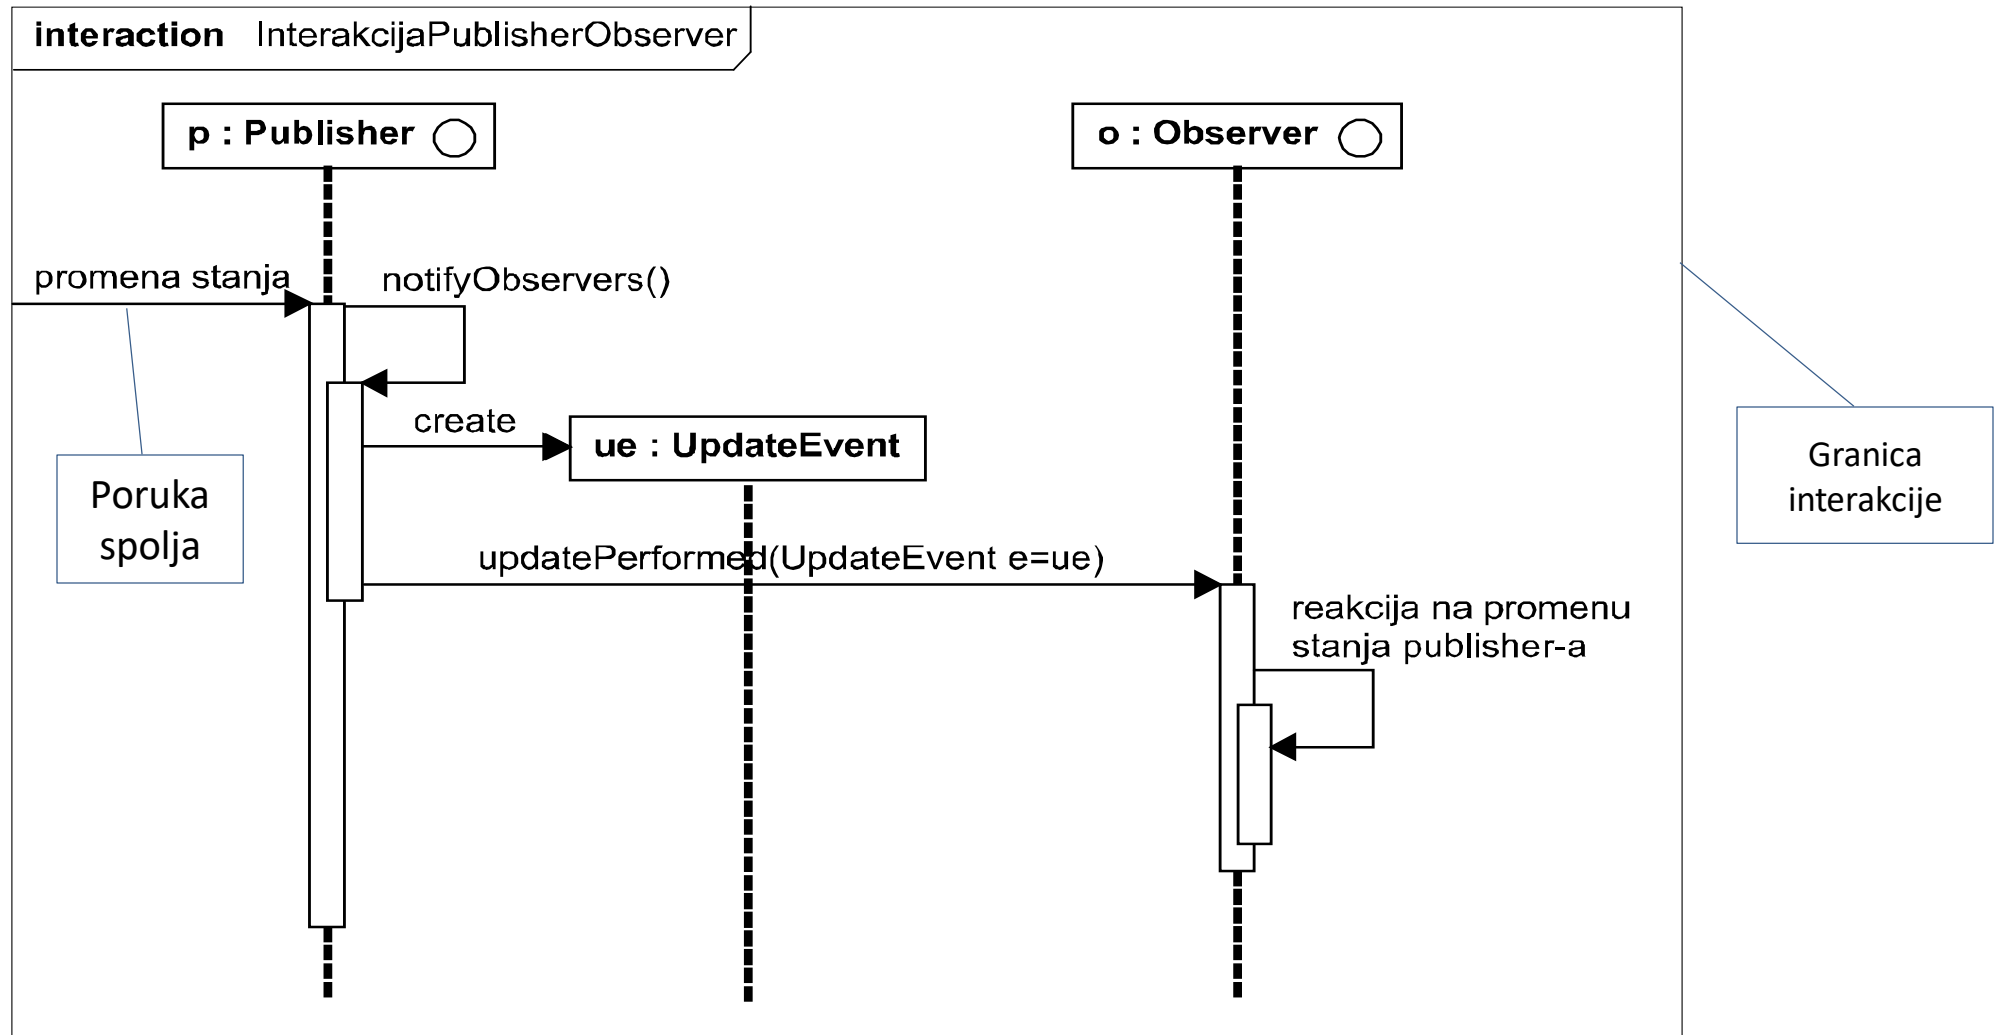 interaction InterakcijaPublisherObserver
p : Publisher
o : Observer
promena stanja
notifyObservers()
create
ue : UpdateEvent
Poruka
spolja
Granica
interakcije
updatePerformed(UpdateEvent e=ue)
reakcija na promenu
stanja publisher-a